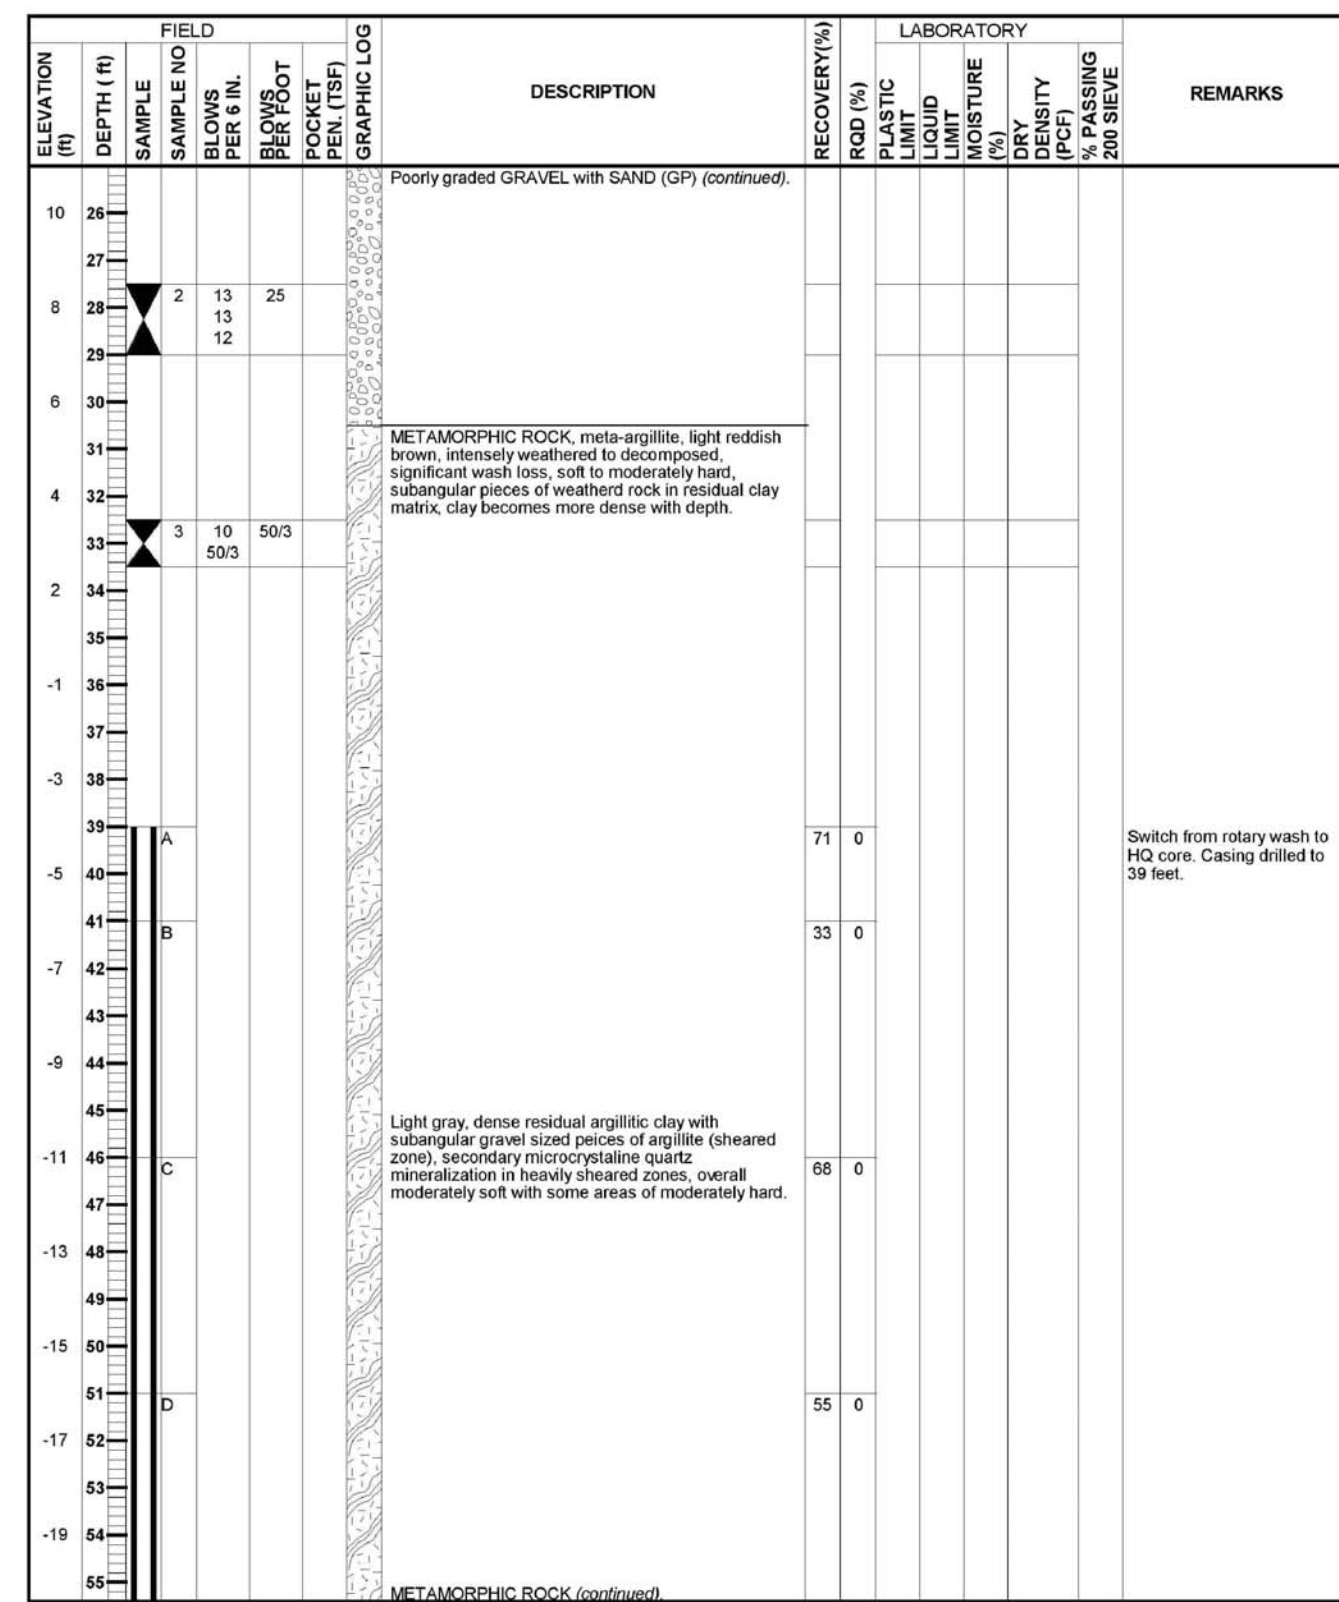 FIELD
LABORATORY
ELEVATION
(ft)
DEPTH ( ft)
SAMPLE
SAMPLE NO
BLOWS
PER 6 IN.
BLOWS
PER FOOT
POCKET
PEN. (TSF)
GRAPHIC LOG
DESCRIPTION
RECOVERY(%)
RQD (%)
PLASTIC
LIMIT
LIQUID
LIMIT
MOISTURE
(%)
DRY
DENSITY
(PCF)
% PASSING
200 SIEVE
REMARKS
Poorly graded GRAVEL with SAND (GP) (continued).
10 26
27
2 13 25
8 28
13
12
29
6 30
METAMORPHIC ROCK, meta-argillite, light reddish
31
brown, intensely weathered to decomposed,
significant wash loss, soft to moderately hard,
subangular pieces of weatherd rock in residual clay
4 32
matrix, clay becomes more dense with depth.
3 10 50/3
33
50/3
2 34
35
-1 36
37
-3 38
39
A 71 0 Switch from rotary wash to
HQ core. Casing drilled to
-5 40
39 feet.
41
B 33 0
-7 42
43
-9 44
45
Light gray, dense residual argillitic clay with
subangular gravel sized peices of argillite (sheared
-11 46
zone), secondary microcrystaline quartz
C 68 0
mineralization in heavily sheared zones, overall
moderately soft with some areas of moderately hard.
47
-13 48
49
-15 50
51
D 55 0
-17 52
53
-19 54
55
METAMORPHIC ROCK (continued).